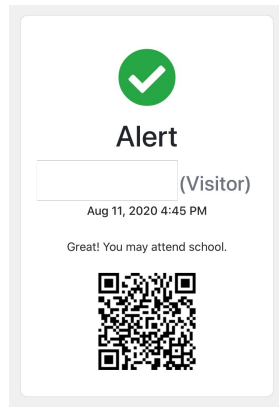 Alert
(Visitor)
Aug 11, 2020 4:45 PM
Great! You may attend school.